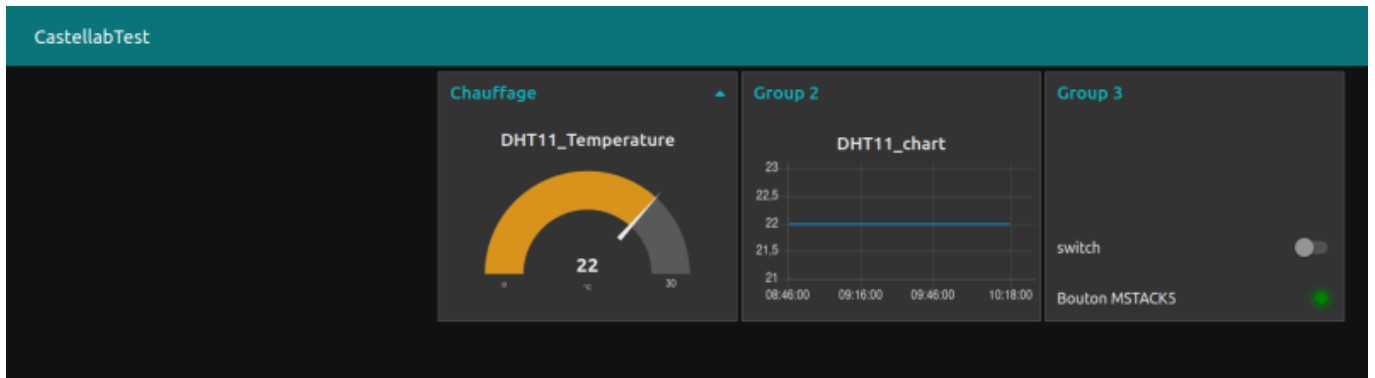 CastellabTest
Chauffage
DHT11_Temperature
22
0
°C
30
Group 2
DHT11_chart
23
22,5
22
21,5
21
08:46:00 09:16:00 09:46:00 10:18:00
Group 3
switch
Bouton MSTACK5